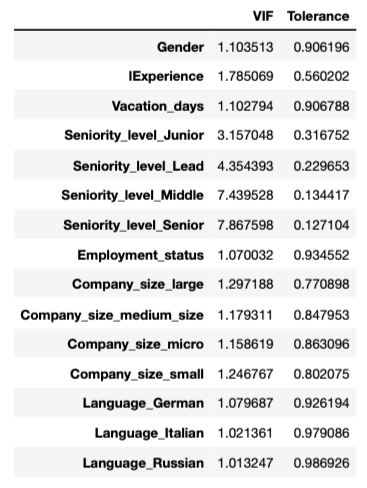 VIF Tolerance
Gender 1.103513 0.906196
IExperience 1.785069 0.560202
Vacation_days 1.102794 0.906788
Seniority_level_Junior 3.157048 0.316752
Seniority_level_Lead 4.354393 0.229653
Seniority_level_Middle 7.439528 0.134417
Seniority_level_Senior 7.867598 0.127104
Employment_status 1.070032 0.934552
Company_size_large 1.297188 0.770898
Company_size_medium_size 1.179311 0.847953
Company_size_micro 1.158619 0.863096
Company_size_small 1.246767 0.802075
Language_German 1.079687 0.926194
Language_Italian 1.021361 0.979086
Language_Russian 1.013247 0.986926